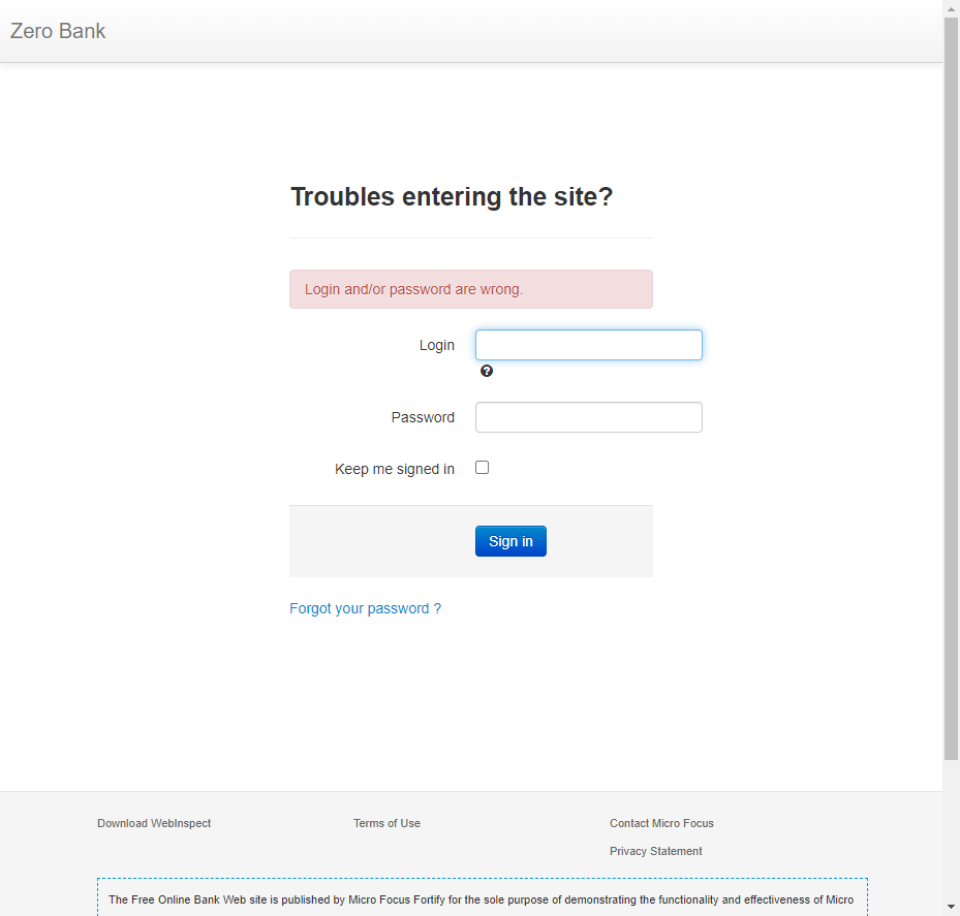 Zero Bank
Troubles entering the site?
Login and/or password are wrong.
Login
Password
Keep me signed in
Sign in
Forgot your password ?
Download WebInspect
Terms of Use
Contact Micro Focus
Privacy Statement
The Free Online Bank Web site is published by Micro Focus Fortify for the sole purpose of demonstrating the functionality and effectiveness of Micro